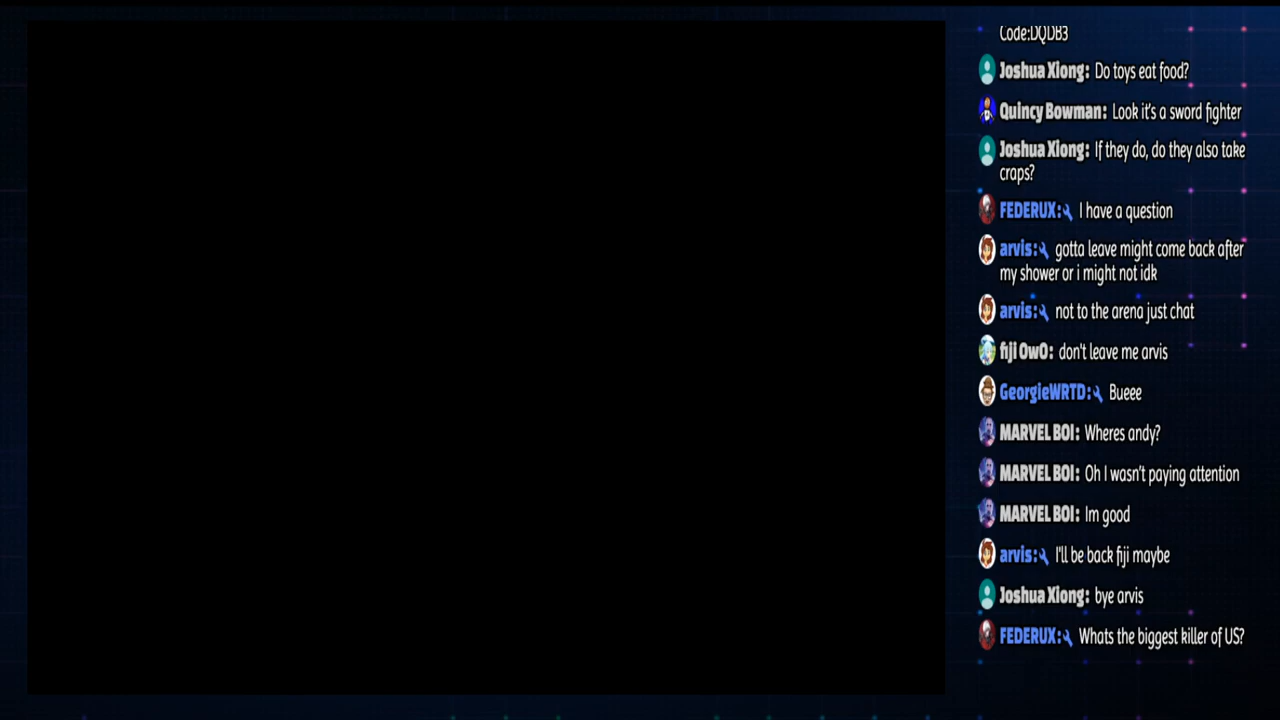 Code:DQDB3
Joshua Xiong: Do toys eat food?
Quincy Bowman: Look it's a sword fighter
Joshua Xiong: If they do, do they also take
craps?
FEDERUX: I have a question
arvis: gotta leave might come back after
my shower or i might not idk
arvis: not to the arena just chat
fiji OwO: don't leave me arvis
GeorgieWRTD: Bueee
MARVEL BOI: Wheres andy?
MARVEL BOI: Oh I wasn't paying attention
MARVEL BOI: Im good
arvis: I'll be back fiji maybe
Joshua Xiong: bye arvis
FEDERUX: Whats the biggest killer of US?